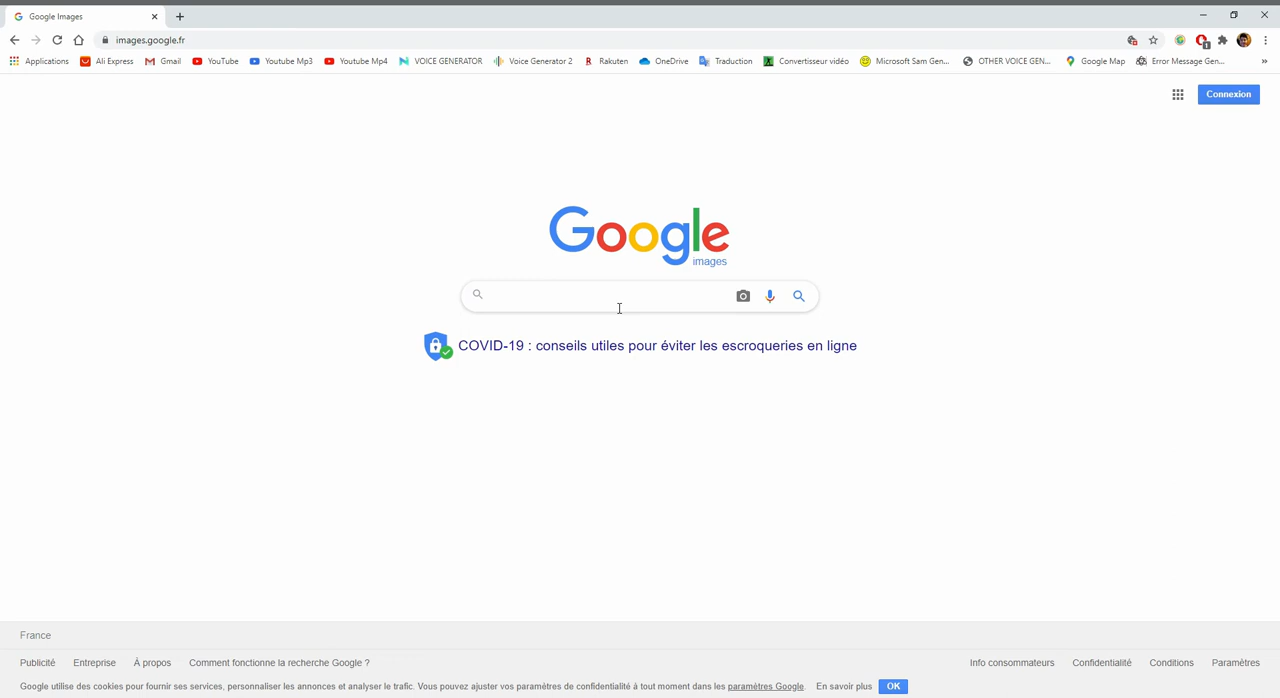 Google Images
images.google.fr
Applications Ali Express Gmail YouTube Youtube Mp3 Youtube Mp4 VOICE GENERATOR Voice Generator 2 Rakuten OneDrive Traduction Convertisseur vidéo Microsoft Sam Gen... OTHER VOICE GEN... Google Map Error Message Gen... »
Connexion
Google
images
COVID-19 : conseils utiles pour éviter les escroqueries en ligne
France
Publicité Entreprise À propos Comment fonctionne la recherche Google ? Info consommateurs Confidentialité Conditions Paramètres
Google utilise des cookies pour fournir ses services, personnaliser les annonces et analyser le trafic. Vous pouvez ajuster vos paramètres de confidentialité à tout moment dans les paramètres Google. En savoir plus OK